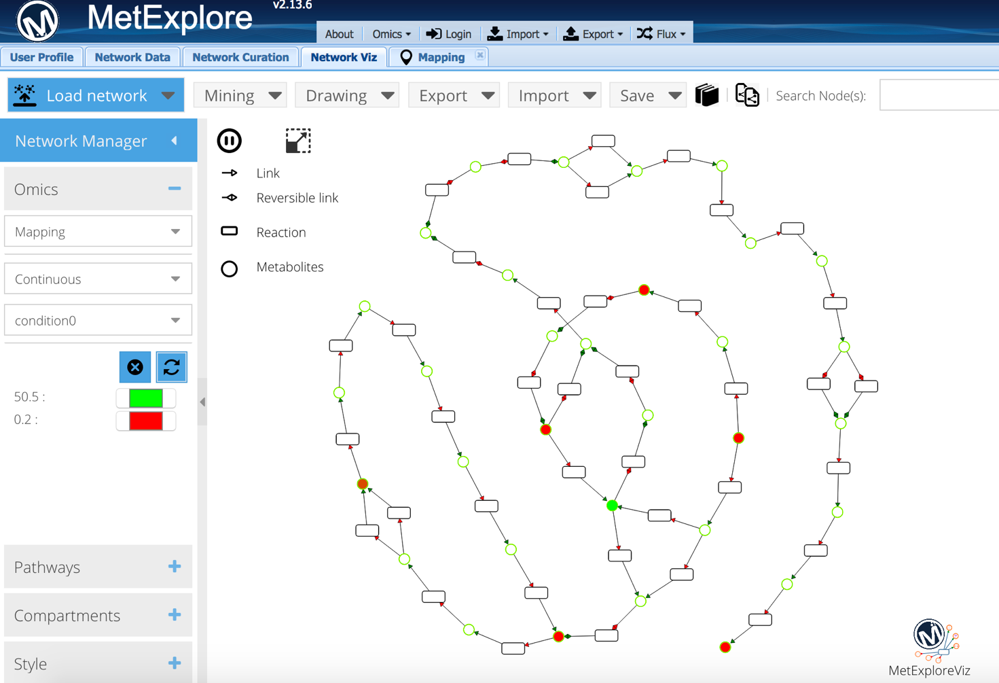 v2.13.6
MetExplore
About Omics Login Import Export Flux
User Profile Network Data Network Curation Network Viz Mapping
Load network Mining Drawing Export Import Save Search Node(s):
Network Manager
Omics
Mapping
Continuous
condition0
50.5 :
0.2 :
Pathways
Compartments
Style
Link
Reversible link
Reaction
Metabolites
MetExploreViz